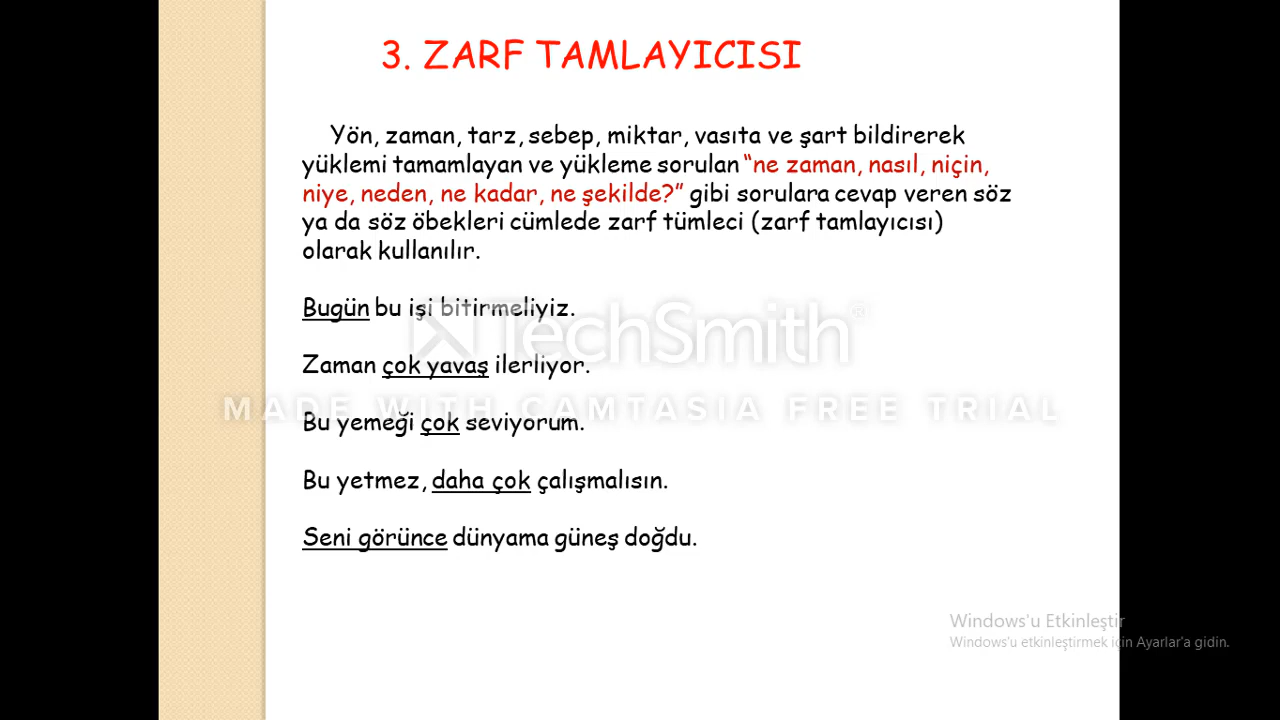 3. ZARF TAMLAYICISI
Yön, zaman, tarz, sebep, miktar, vasıta ve şart bildirerek
yüklemi tamamlayan ve yükleme sorulan “ne zaman, nasıl, niçin,
niye, neden, ne kadar, ne şekilde?” gibi sorulara cevap veren söz
ya da söz öbekleri cümlede zarf tümleci (zarf tamlayıcısı)
olarak kullanılır.
Bugün bu işi bitirmeliyiz.
TechSmith®
Zaman çok yavaş ilerliyor.
MADE WITH CAMTASIA FREE TRIAL
Bu yemeği çok seviyorum.
Bu yetmez, daha çok çalışmalısın.
Seni görünce dünyama güneş doğdu.
Windows'u Etkinleştir
Windows'u etkinleştirmek için Ayarlar'a gidin.